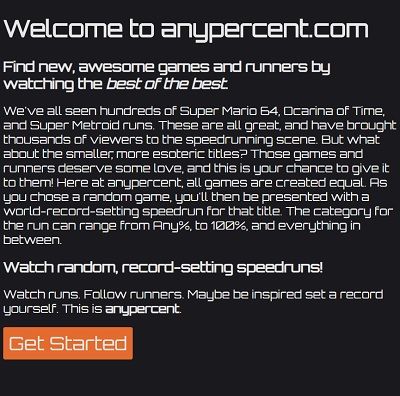 Welcome to anypercent.com
Find new, awesome games and runners by
watching the best of the best.
We've all seen hundreds of Super Mario 64, Ocarina of Time,
and Super Metroid runs. These are all great, and have brought
thousands of viewers to the speedrunning scene. But what
about the smaller, more esoteric titles? Those games and
runners deserve some love, and this is your chance to give it
to them! Here at anypercent, all games are created equal. As
you chose a random game, you'll then be presented with a
world-record-setting speedrun for that title. The category for
the run can range from Any%, to 100%, and everything in
between.
Watch random, record-setting speedruns!
Watch runs. Follow runners. Maybe be inspired set a record
yourself. This is anypercent.
Get Started